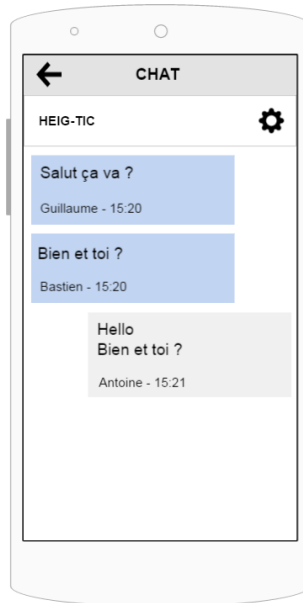 CHAT
HEIG-TIC
Salut ça va ?
Guillaume - 15:20
Bien et toi ?
Bastien - 15:20
Hello
Bien et toi ?
Antoine - 15:21